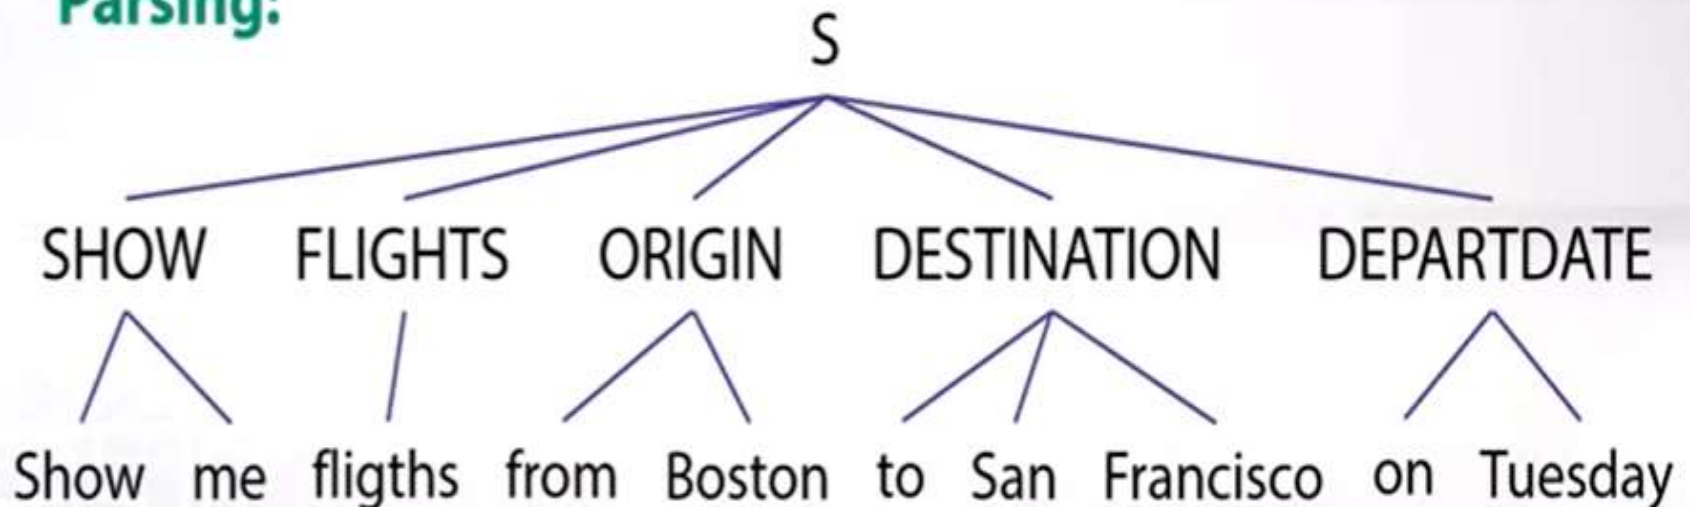 Parsing:
S
SHOW FLIGHTS ORIGIN DESTINATION DEPARTDATE
Show me fligths from Boston to San Francisco on Tuesday